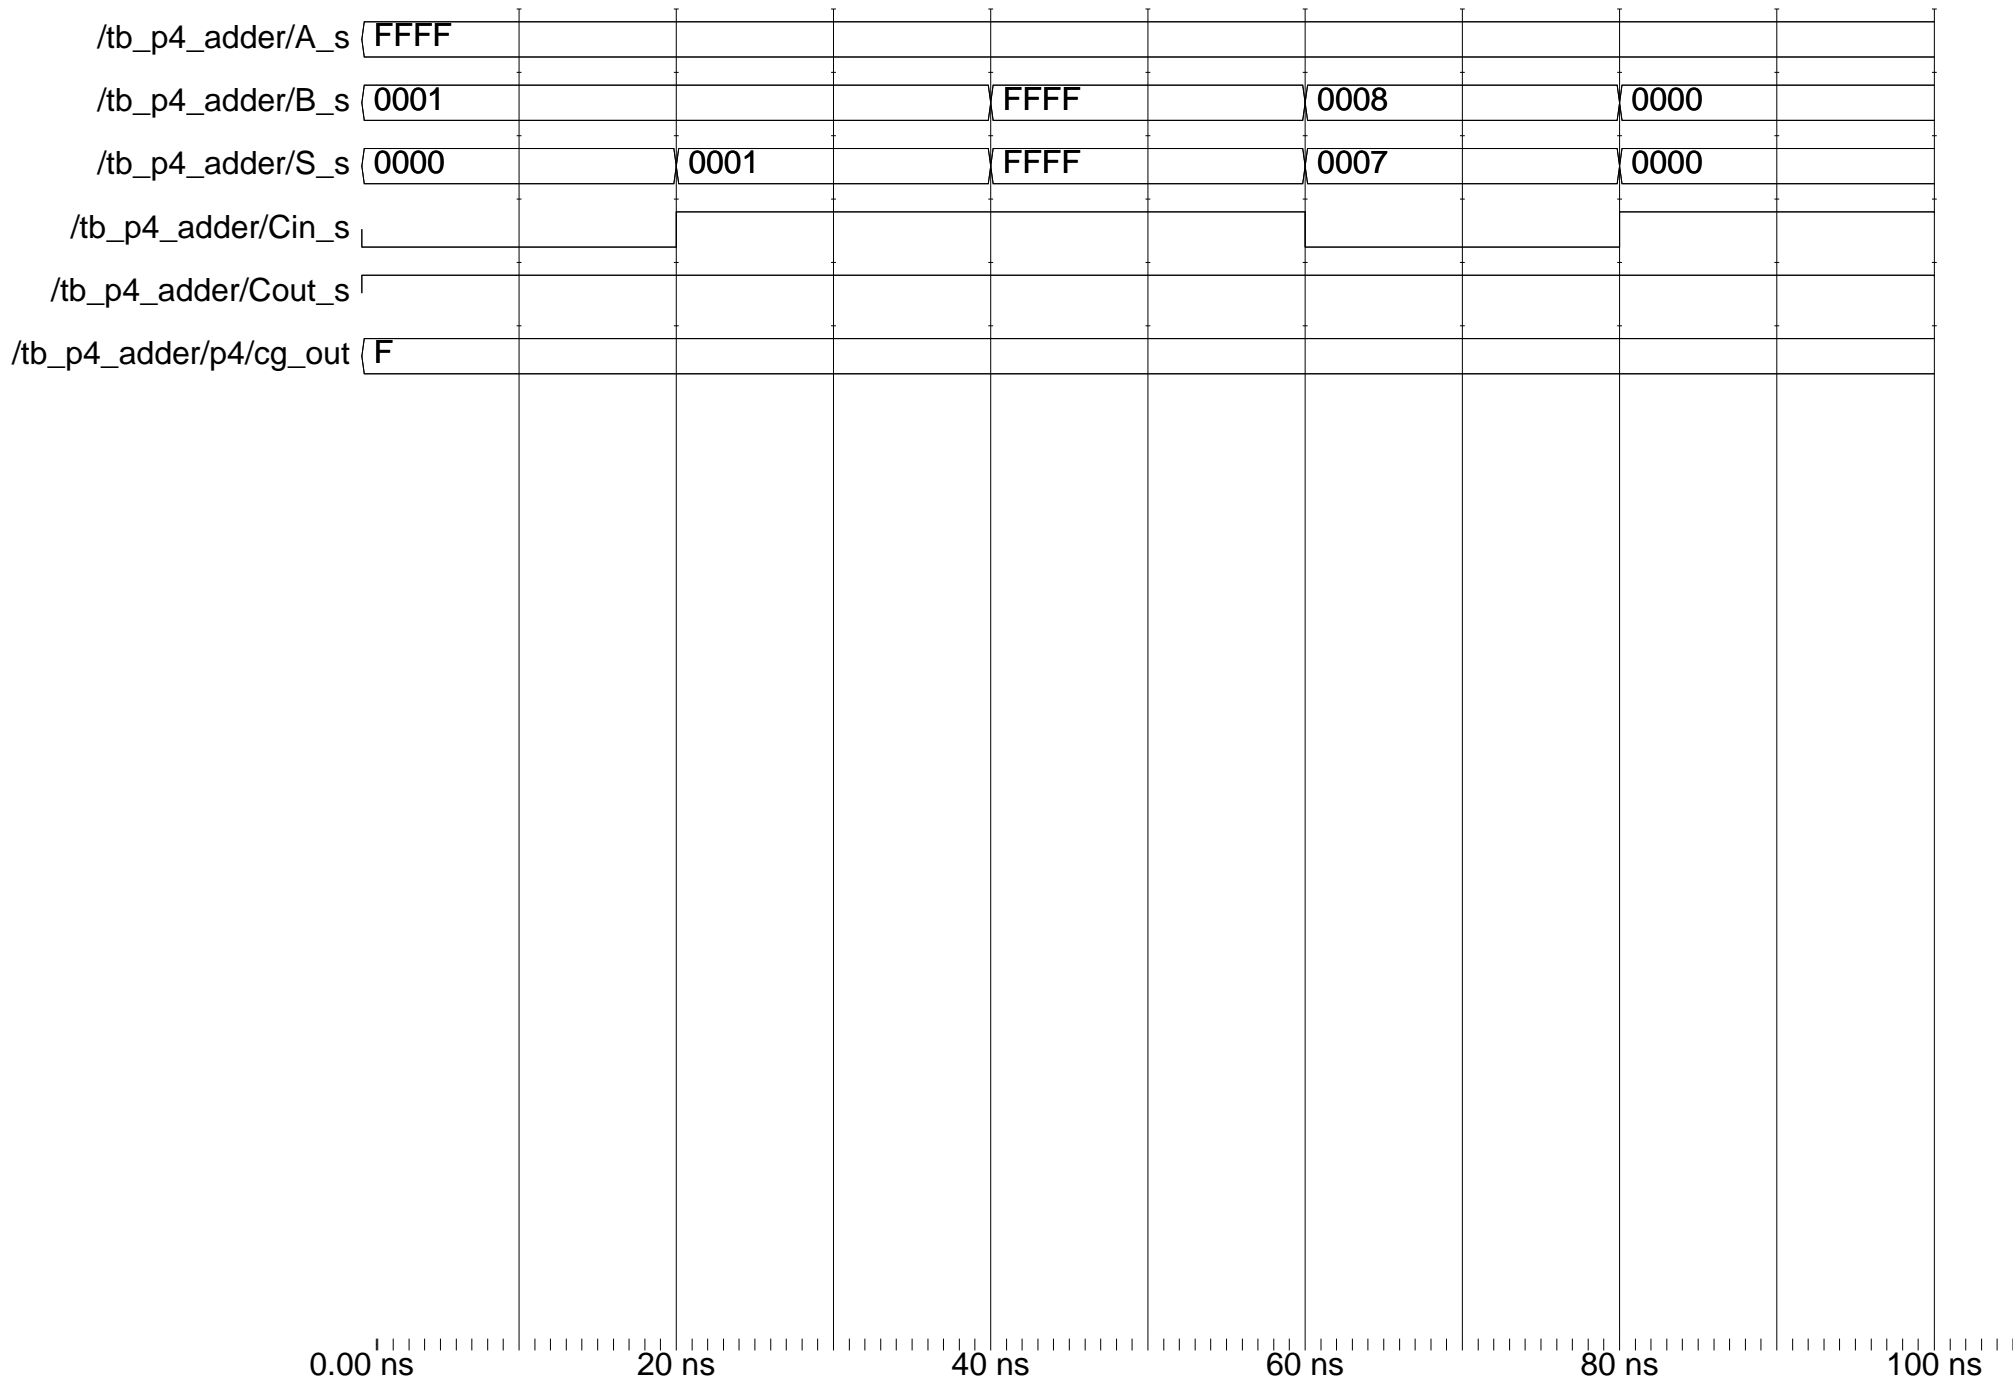 /tb_p4_adder/A_s FFFF
/tb_p4_adder/B_s 0001 FFFF 0008 0000
/tb_p4_adder/S_s 0000 0001 FFFF 0007 0000
/tb_p4_adder/Cin_s
/tb_p4_adder/Cout_s
/tb_p4_adder/p4/cg_out F
0.00 ns 20 ns 40 ns 60 ns 80 ns 100 ns